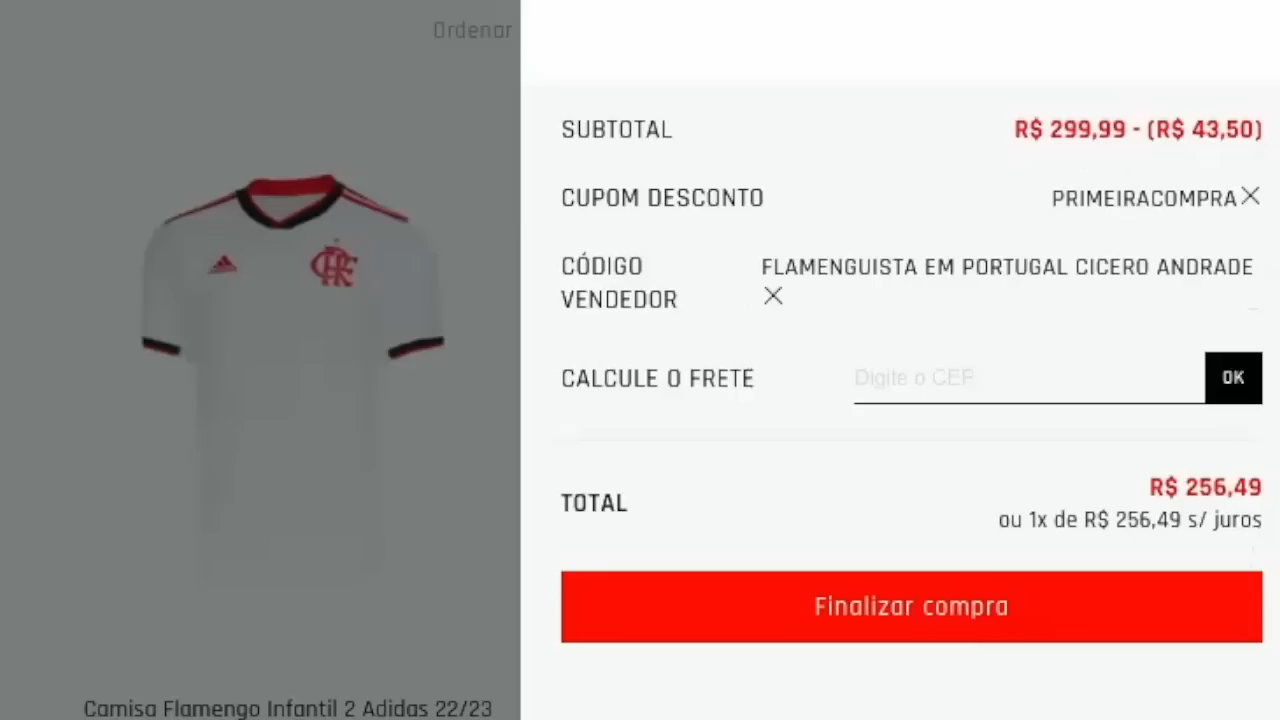 Ordenar
SUBTOTAL R$ 299,99 - (R$ 43,50)
CUPOM DESCONTO PRIMEIRACOMPRA
CÓDIGO VENDEDOR FLAMENGUISTA EM PORTUGAL CICERO ANDRADE
CALCULE O FRETE Digite o CEP OK
TOTAL R$ 256,49
ou 1x de R$ 256,49 s/ juros
Finalizar compra
Camisa Flamengo Infantil 2 Adidas 22/23